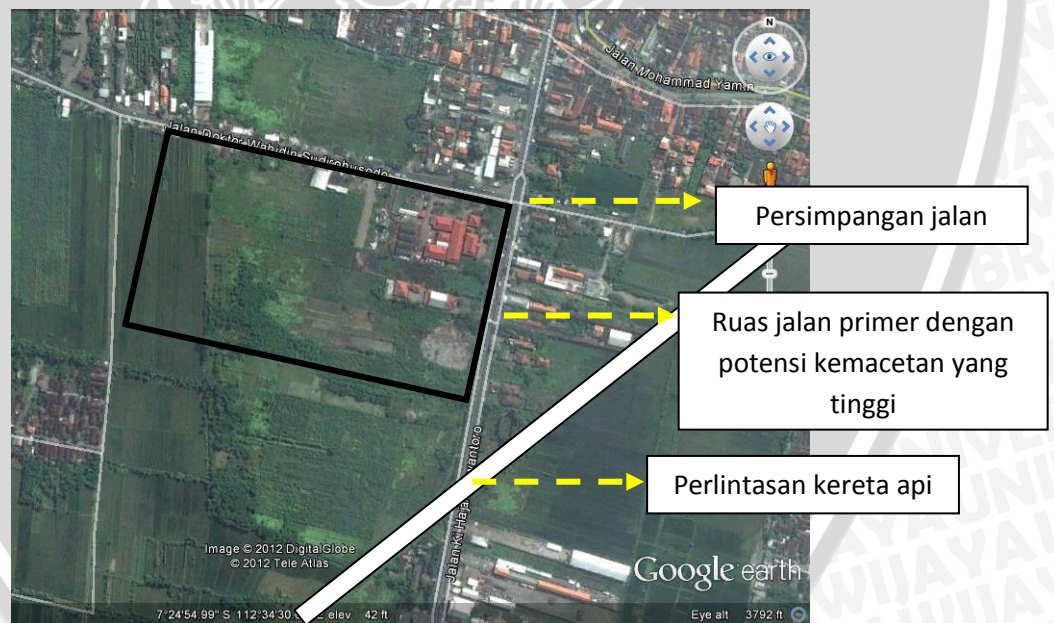 N
Jalan Mohammad Yamin
Jalan Doktor Wahidin Sudirohusodo
Persimpangan jalan
Ruas jalan primer dengan
potensi kemacetan yang
tinggi
Perlintasan kereta api
Jalan Ki Haja
wantoro
Image © 2012 DigitalGlobe
© 2012 Tele Atlas
Google earth
7°24'54.99" S 112°34'30. elev 42 ft
Eye alt 3792 ft